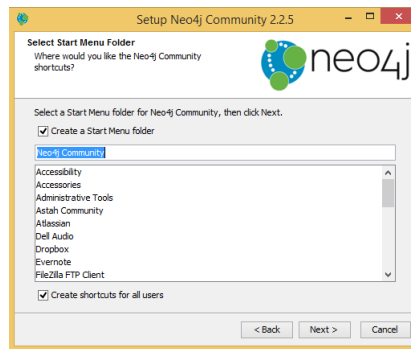 Setup Neo4j Community 2.2.5
Select Start Menu Folder
Where would you like the Neo4j Community
shortcuts?
neo4j
Select a Start Menu folder for Neo4j Community, then click Next.
Create a Start Menu folder
Neo4j Community
Accessibility
Accessories
Administrative Tools
Astah Community
Atlassian
Dell Audio
Dropbox
Evernote
FileZilla FTP Client
Create shortcuts for all users
< Back Next > Cancel